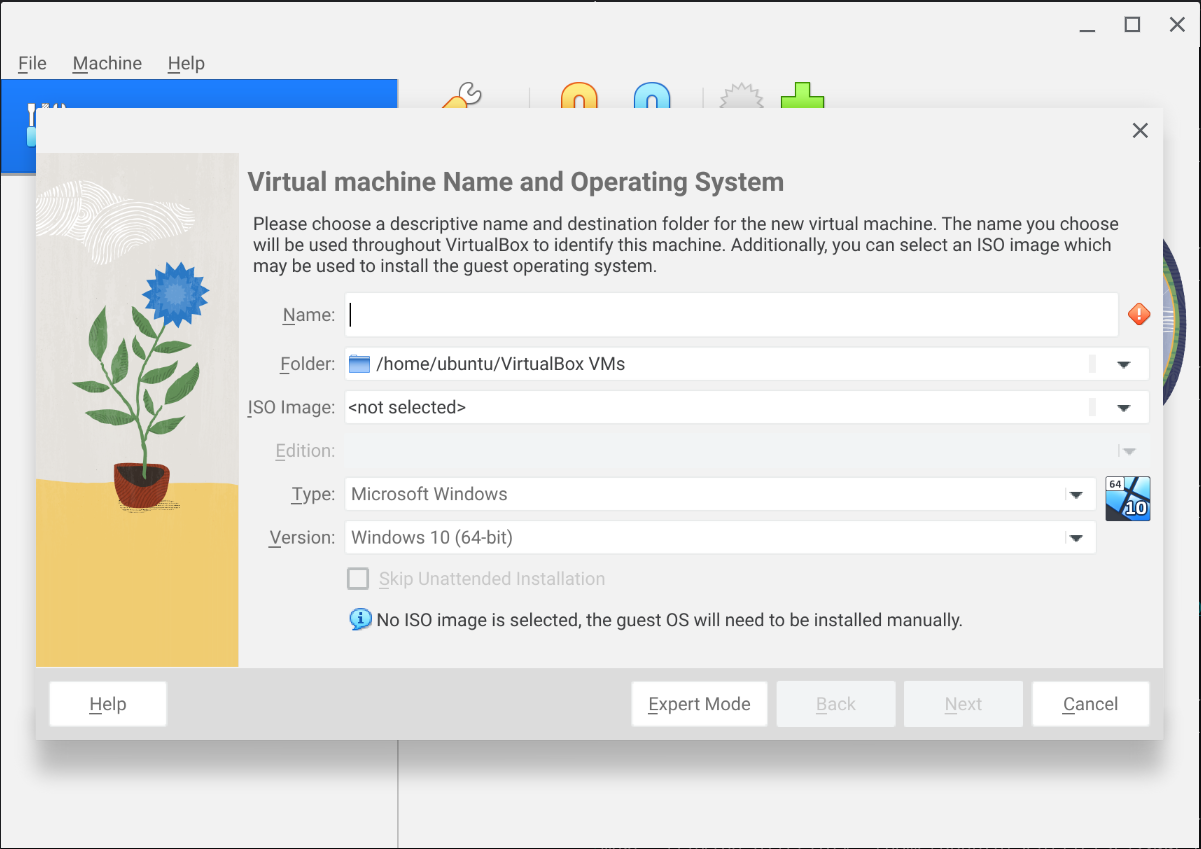 File Machine Help
Virtual machine Name and Operating System
Please choose a descriptive name and destination folder for the new virtual machine. The name you choose
will be used throughout VirtualBox to identify this machine. Additionally, you can select an ISO image which
may be used to install the guest operating system.
Name:
Folder: /home/ubuntu/VirtualBox VMs
ISO Image: <not selected>
Edition:
Type: Microsoft Windows
64
10
Version: Windows 10 (64-bit)
Skip Unattended Installation
No ISO image is selected, the guest OS will need to be installed manually.
Help Expert Mode Back Next Cancel